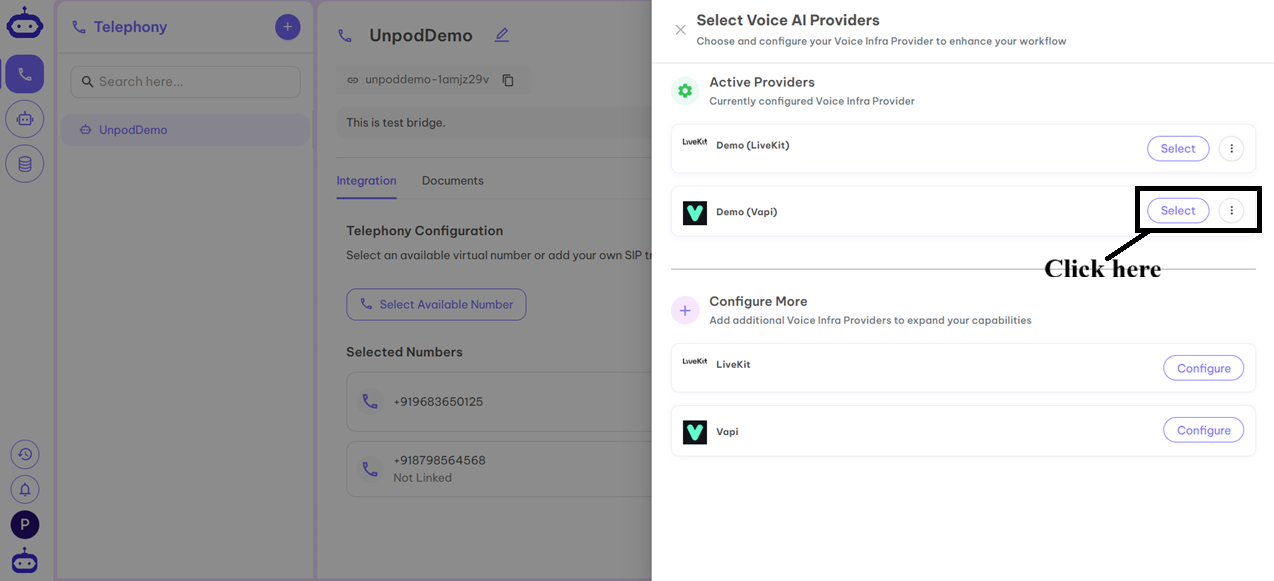 Telephony
+
Search here...
UnpodDemo
P
UnpodDemo
unpoddemo-1amjz29v
This is test bridge.
Integration
Documents
Telephony Configuration
Select an available virtual number or add your own SIP tr
Select Available Number
Selected Numbers
+919683650125
+918798564568
Not Linked
Select Voice AI Providers
Choose and configure your Voice Infra Provider to enhance your workflow
Active Providers
Currently configured Voice Infra Provider
LiveKit Demo (LiveKit) Select
Demo (Vapi) Select
Click here
Configure More
Add additional Voice Infra Providers to expand your capabilities
LiveKit LiveKit Configure
Vapi Configure